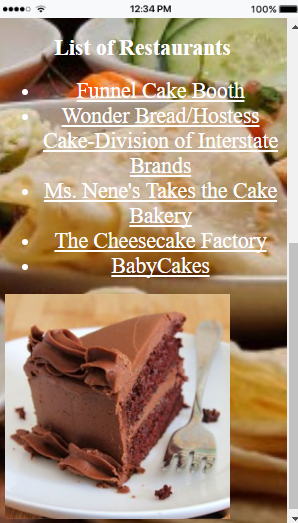 12:34 PM
100%
List of Restaurants
Funnel Cake Booth
Wonder Bread/Hostess
Cake-Division of Interstate
Brands
Ms. Nene's Takes the Cake
Bakery
The Cheesecake Factory
BabyCakes